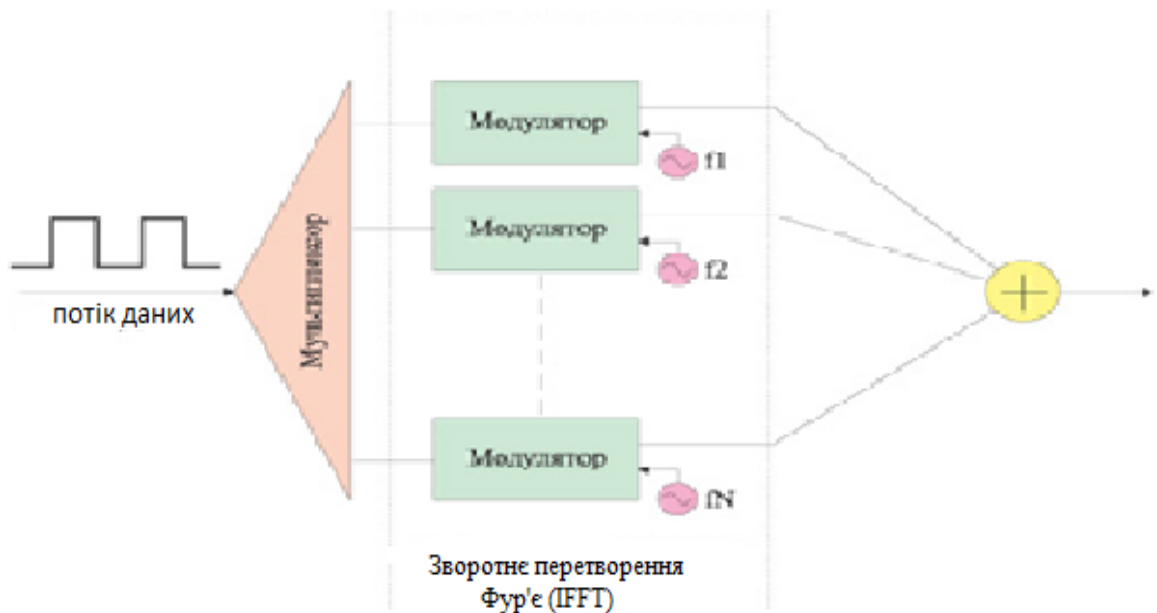 Модулятор
f1
Модулятор
f2
потік даних
Мультиплексор
Модулятор
fN
Зворотнє перетворення
Фур'є (IFFT)